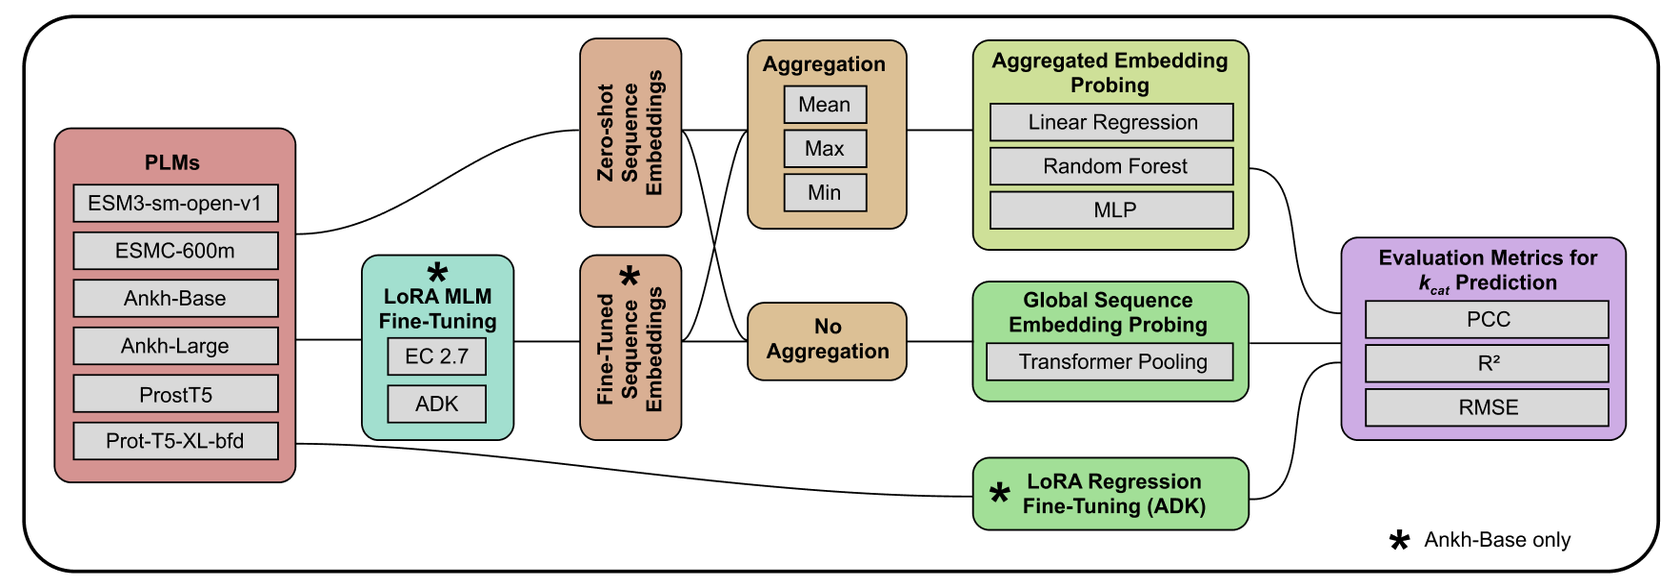 PLMs
ESM3-sm-open-v1
ESMC-600m
Ankh-Base
Ankh-Large
ProstT5
Prot-T5-XL-bfd
*
LoRA MLM
Fine-Tuning
EC 2.7
ADK
Zero-shot
Sequence
Embeddings
Fine-Tuned
Sequence *
Embeddings
Aggregation
Mean
Max
Min
No
Aggregation
Aggregated Embedding
Probing
Linear Regression
Random Forest
MLP
Global Sequence
Embedding Probing
Transformer Pooling
* LoRA Regression
Fine-Tuning (ADK)
Evaluation Metrics for
kcat Prediction
PCC
R²
RMSE
* Ankh-Base only